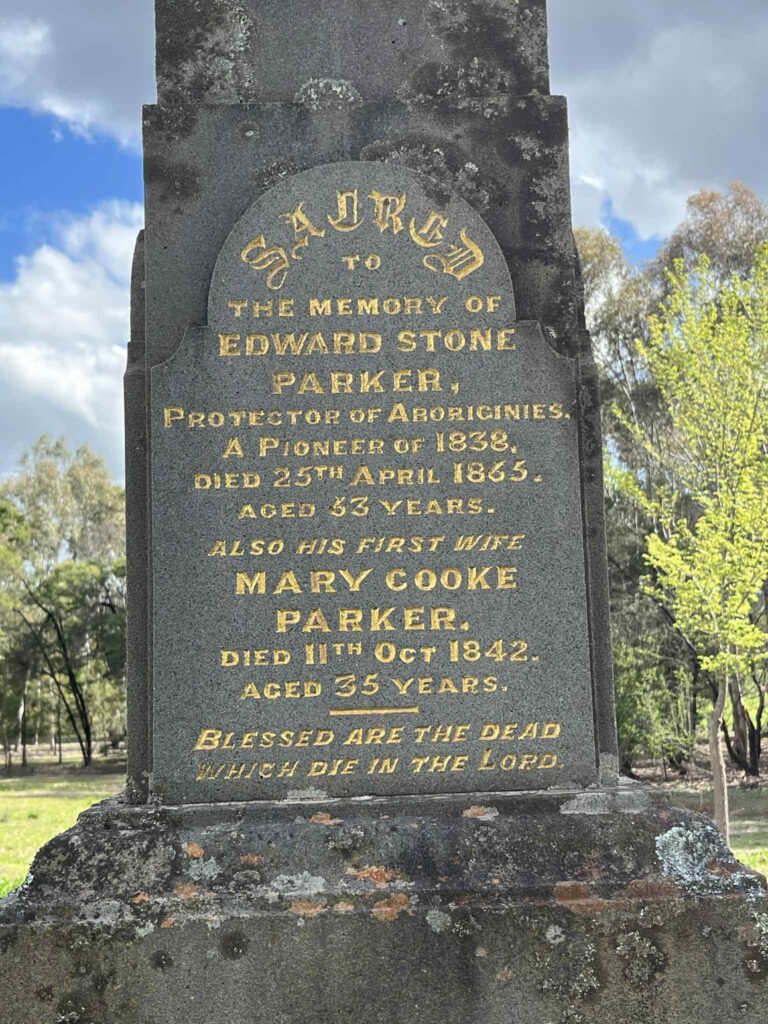 SACRED
TO
THE MEMORY OF
EDWARD STONE
PARKER,
PROTECTOR OF ABORIGINIES.
A PIONEER OF 1838.
DIED 25TH APRIL 1865.
AGED 63 YEARS.
ALSO HIS FIRST WIFE
MARY COOKE
PARKER.
DIED 11TH OCT 1842.
AGED 35 YEARS.
BLESSED ARE THE DEAD
WHICH DIE IN THE LORD.